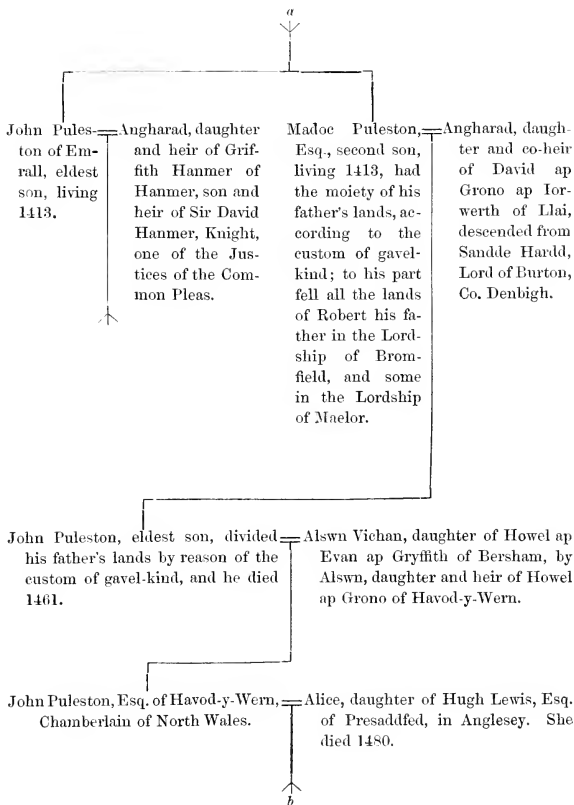 a
John Pules-
ton of Em-
rall, eldest
son, living
1413.
Angharad, daughter
and heir of Grif-
fith Hanmer of
Hanmer, son and
heir of Sir David
Hanmer, Knight,
one of the Jus-
tices of the Com-
mon Pleas.
Madoc Puleston,
Esq., second son,
living 1413, had
the moiety of his
father's lands, ac-
cording to the
custom of gavel-
kind; to his part
fell all the lands
of Robert his fa-
ther in the Lord-
ship of Brom-
field, and some
in the Lordship
of Maelor.
Angharad, daugh-
ter and co-heir
of David ap
Grono ap Ior-
werth of Llai,
descended from
Sandde Hardd,
Lord of Burton,
Co. Denbigh.
John Puleston, eldest son, divided
his father's lands by reason of the
custom of gavel-kind, and he died
1461.
Alswn Vichan, daughter of Howel ap
Evan ap Gryffith of Bersham, by
Alswn, daughter and heir of Howel
ap Grono of Havod-y-Wern.
John Puleston, Esq. of Havod-y-Wern,
Chamberlain of North Wales.
Alice, daughter of Hugh Lewis, Esq.
of Presaddfed, in Anglesey. She
died 1480.
b